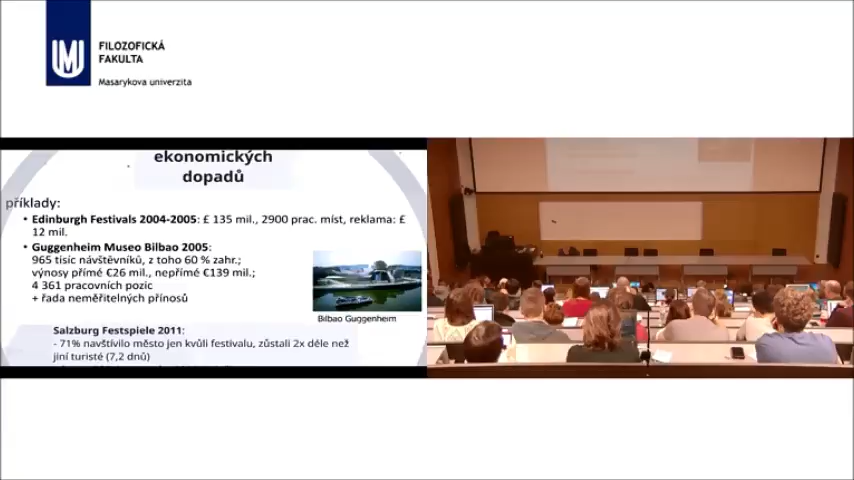 FILOZOFICKÁ
FAKULTA
Masarykova univerzita
ekonomických
dopadů
příklady:
• Edinburgh Festivals 2004-2005: £ 135 mil., 2900 prac. míst, reklama: £
12 mil.
• Guggenheim Museo Bilbao 2005:
965 tisíc návštěvníků, z toho 60 % zahr.;
výnosy přímé €26 mil., nepřímé €139 mil.;
4 361 pracovních pozic
+ řada neměřitelných přínosů
Bilbao Guggenheim
Salzburg Festspiele 2011:
- 71% navštívilo město jen kvůli festivalu, zůstali 2x déle než
jiní turisté (7,2 dnů)